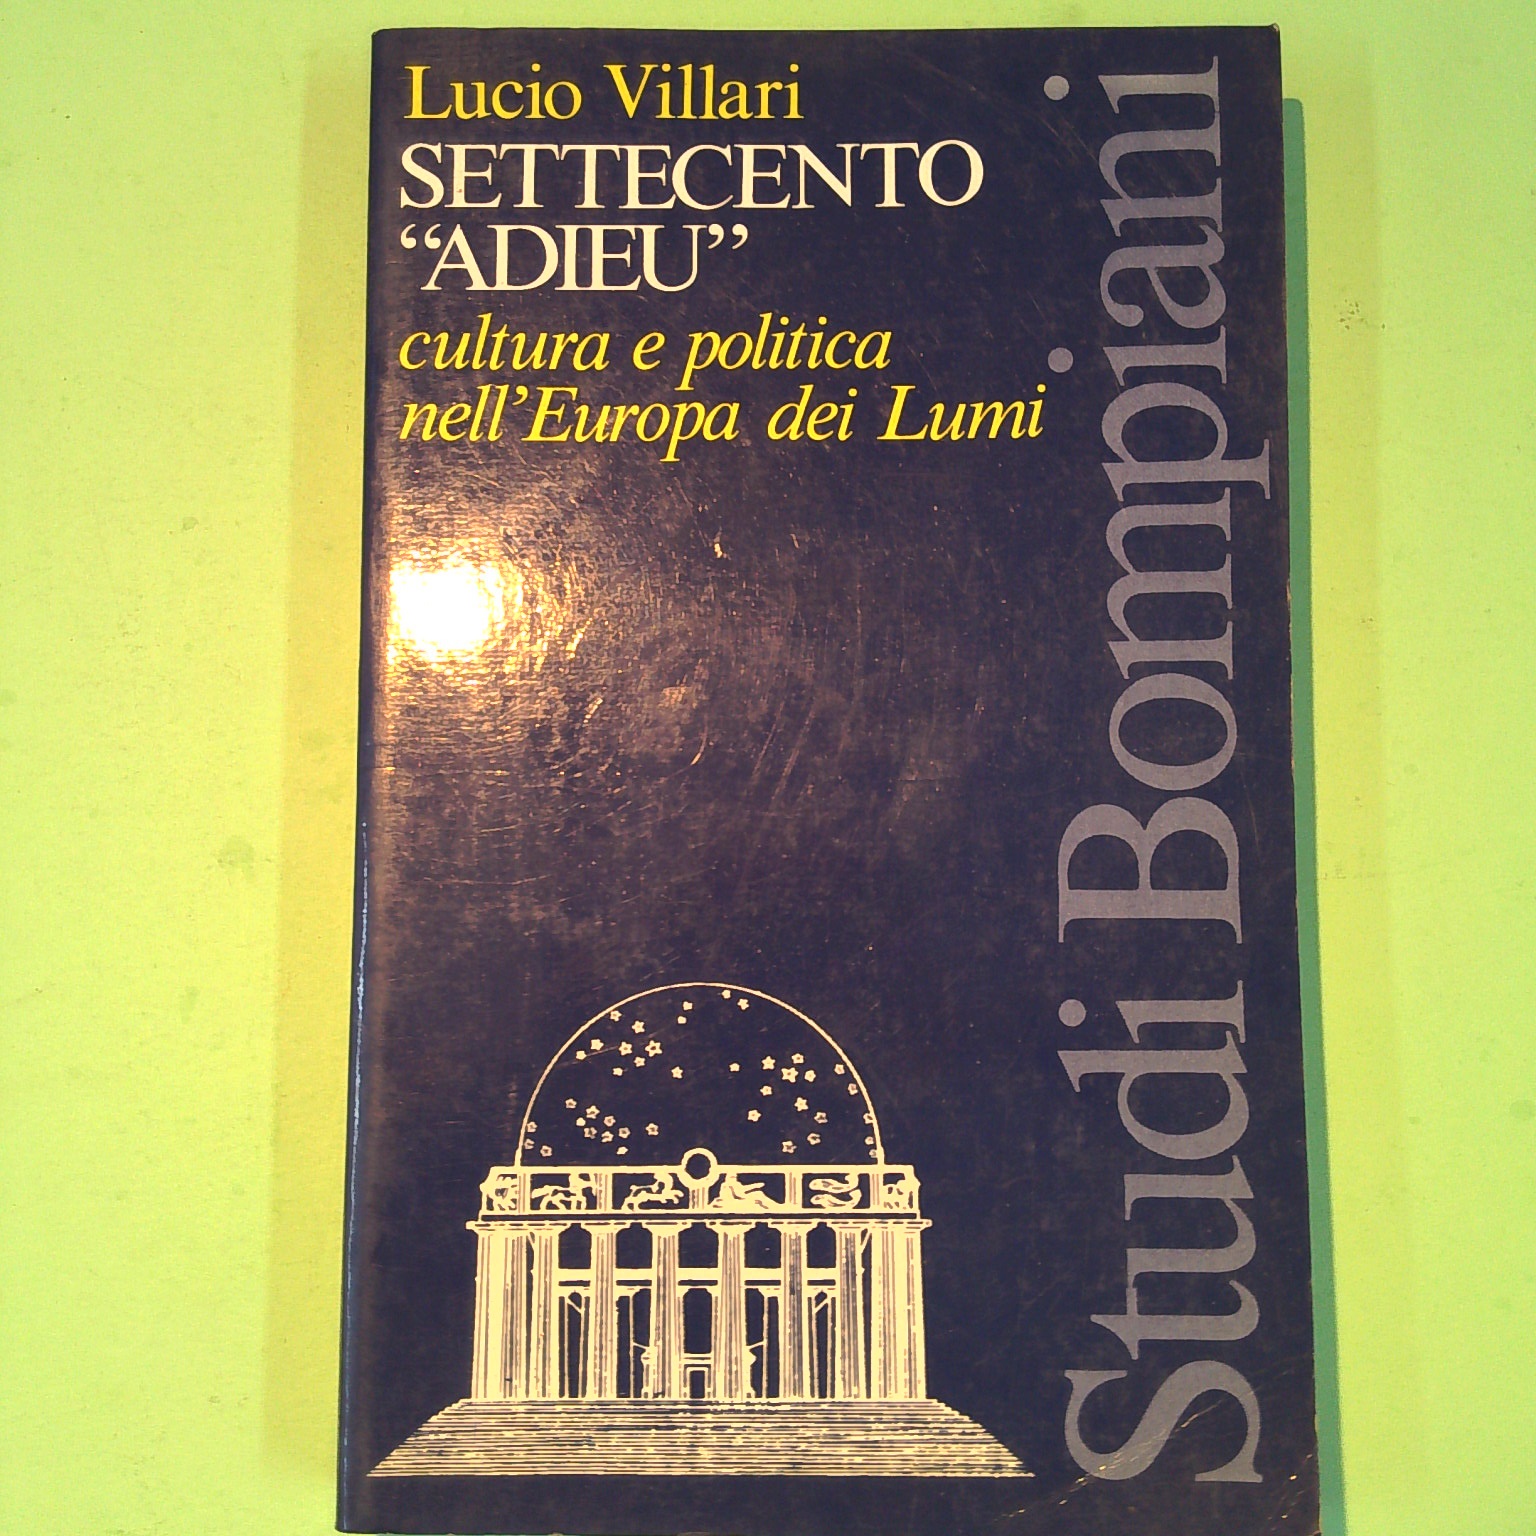 Lucio Villari
SETTECENTO
“ADIEU”
cultura e politica
nell’Europa dei Lumi
Studi Bompiani